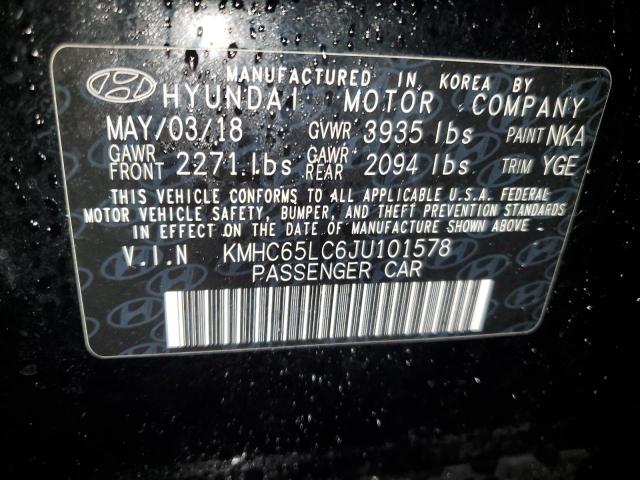 MANUFACTURED IN KOREA BY
HYUNDAI MOTOR COMPANY
MAY/03/18 GVWR 3935 lbs PAINT NKA
GAWR FRONT 2271 lbs GAWR REAR 2094 lbs TRIM YGE
THIS VEHICLE CONFORMS TO ALL APPLICABLE U.S.A. FEDERAL
MOTOR VEHICLE SAFETY, BUMPER, AND THEFT PREVENTION STANDARDS
IN EFFECT ON THE DATE OF MANUFACTURE SHOWN ABOVE.
V.I.N KMHC65LC6JU101578
PASSENGER CAR